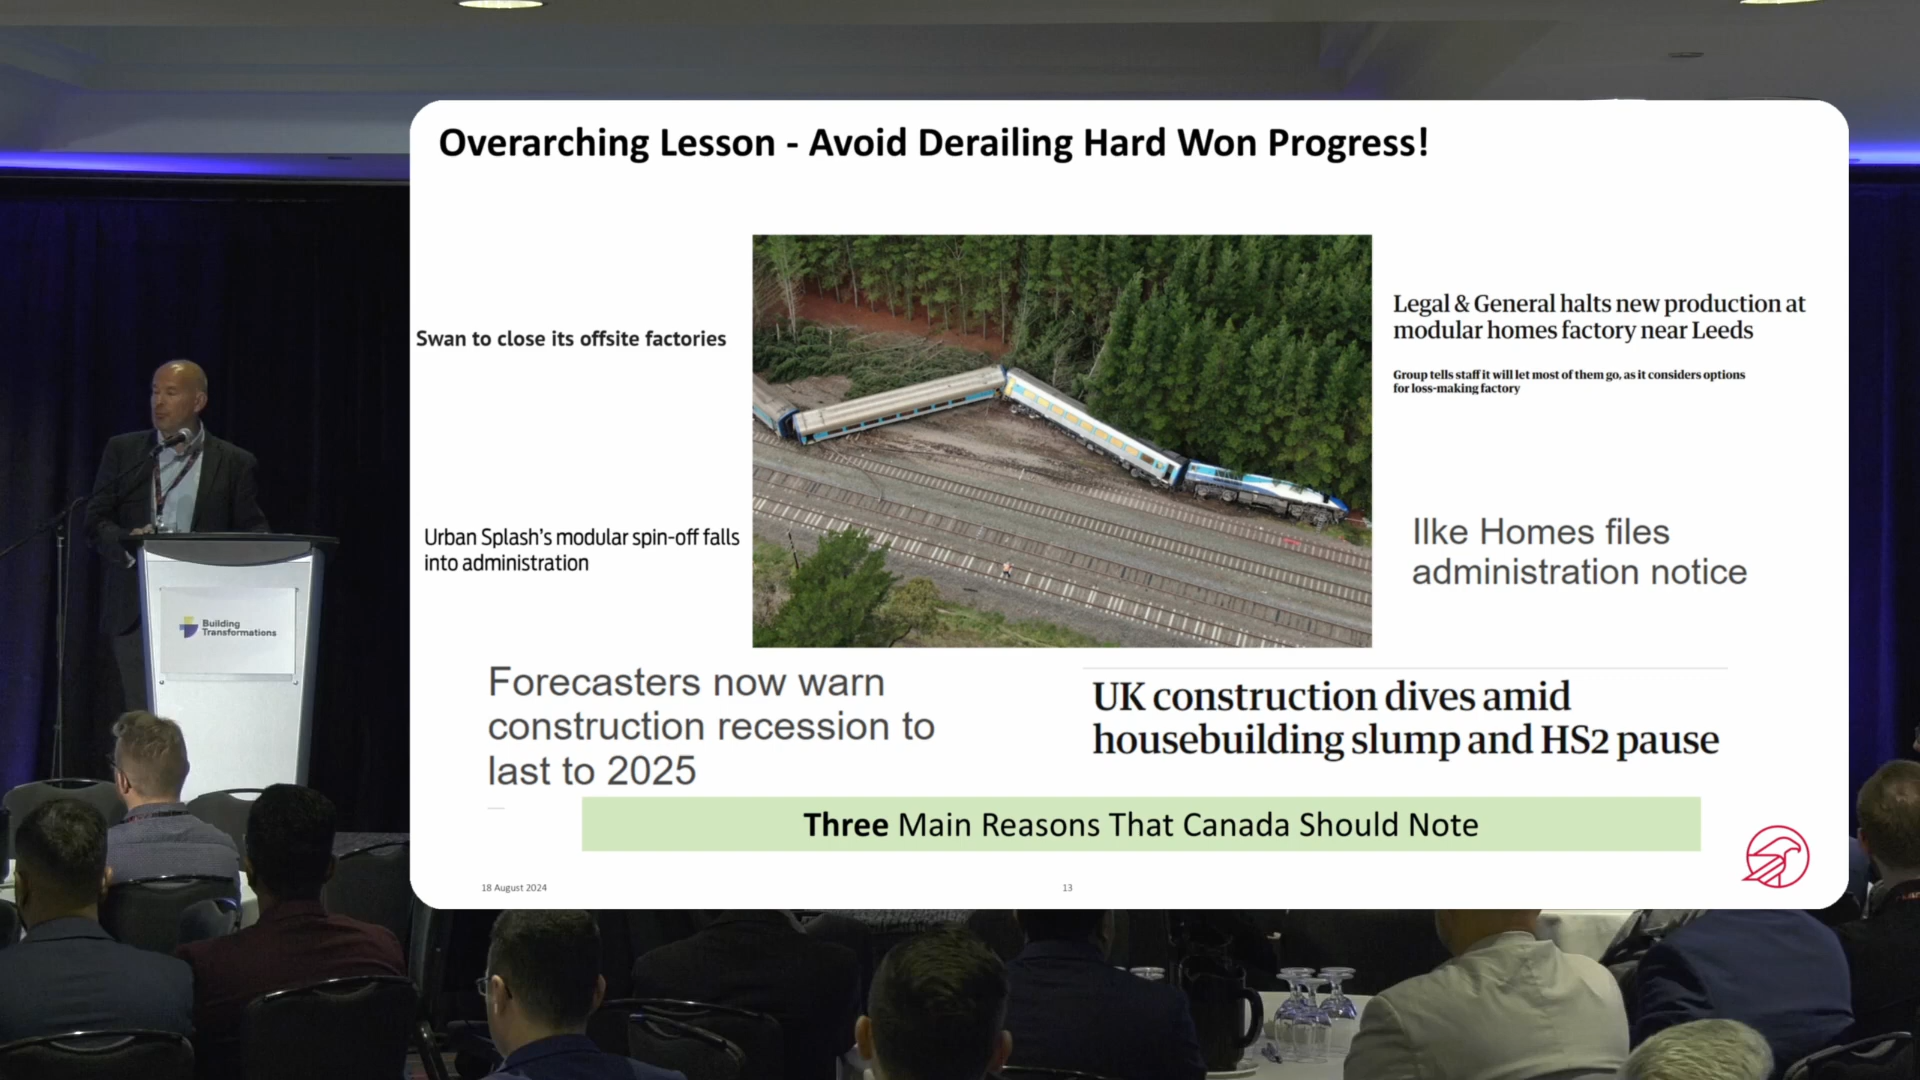 Overarching Lesson - Avoid Derailing Hard Won Progress!
Swan to close its offsite factories
Legal & General halts new production at
modular homes factory near Leeds
Group tells staff it will let most of them go, as it considers options
for loss-making factory
Urban Splash's modular spin-off falls
into administration
Ilke Homes files
administration notice
Building
Transformations
Forecasters now warn
construction recession to
last to 2025
UK construction dives amid
housebuilding slump and HS2 pause
Three Main Reasons That Canada Should Note
18 August 2024
13